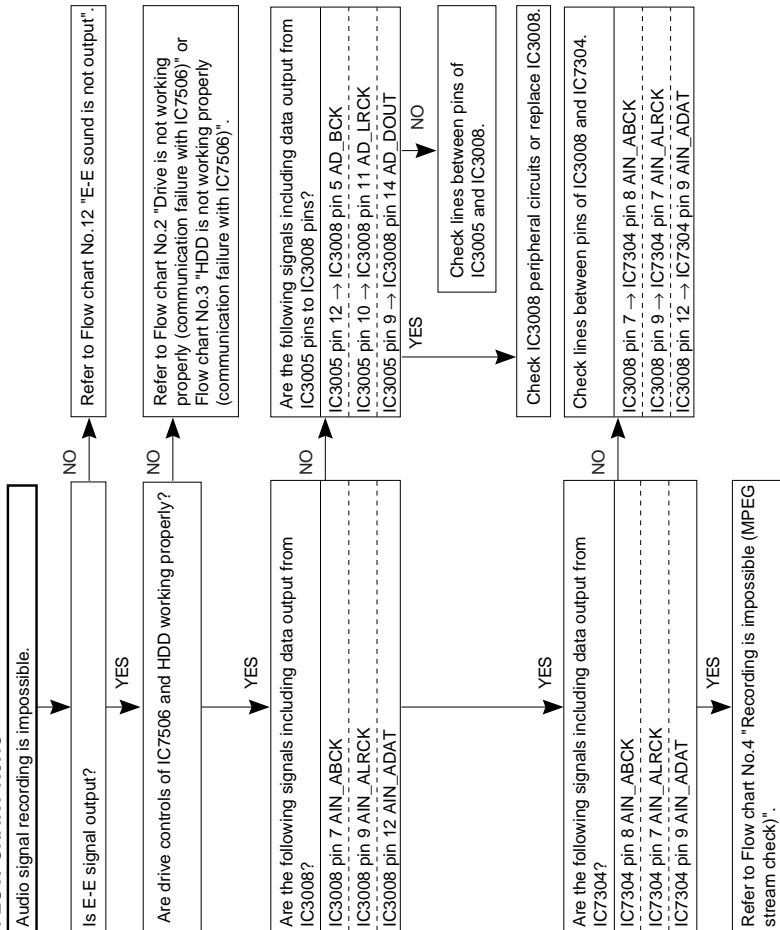 Audio signal recording is impossible.
Is E-E signal output?
NO
Refer to Flow chart No.12 "E-E sound is not output".
YES
Are drive controls of IC7506 and HDD working properly?
NO
Refer to Flow chart No.2 "Drive is not working
properly (communication failure with IC7506)" or
Flow chart No.3 "HDD is not working properly
(communication failure with IC7506)".
YES
Are the following signals including data output from
IC3008?
IC3008 pin 7 AIN_ABCK
IC3008 pin 9 AIN_ALRCK
IC3008 pin 12 AIN_ADAT
NO
Are the following signals including data output from
IC3005 pins to IC3008 pins?
IC3005 pin 12 → IC3008 pin 5 AD_BCK
IC3005 pin 10 → IC3008 pin 11 AD_LRCK
IC3005 pin 9 → IC3008 pin 14 AD_DOUT
NO
Check lines between pins of
IC3005 and IC3008.
YES
Check IC3008 peripheral circuits or replace IC3008.
YES
Are the following signals including data output from
IC7304?
IC7304 pin 8 AIN_ABCK
IC7304 pin 7 AIN_ALRCK
IC7304 pin 9 AIN_ADAT
NO
Check lines between pins of IC3008 and IC7304.
IC3008 pin 7 → IC7304 pin 8 AIN_ABCK
IC3008 pin 9 → IC7304 pin 7 AIN_ALRCK
IC3008 pin 12 → IC7304 pin 9 AIN_ADAT
YES
Refer to Flow chart No.4 "Recording is impossible (MPEG
stream check)".